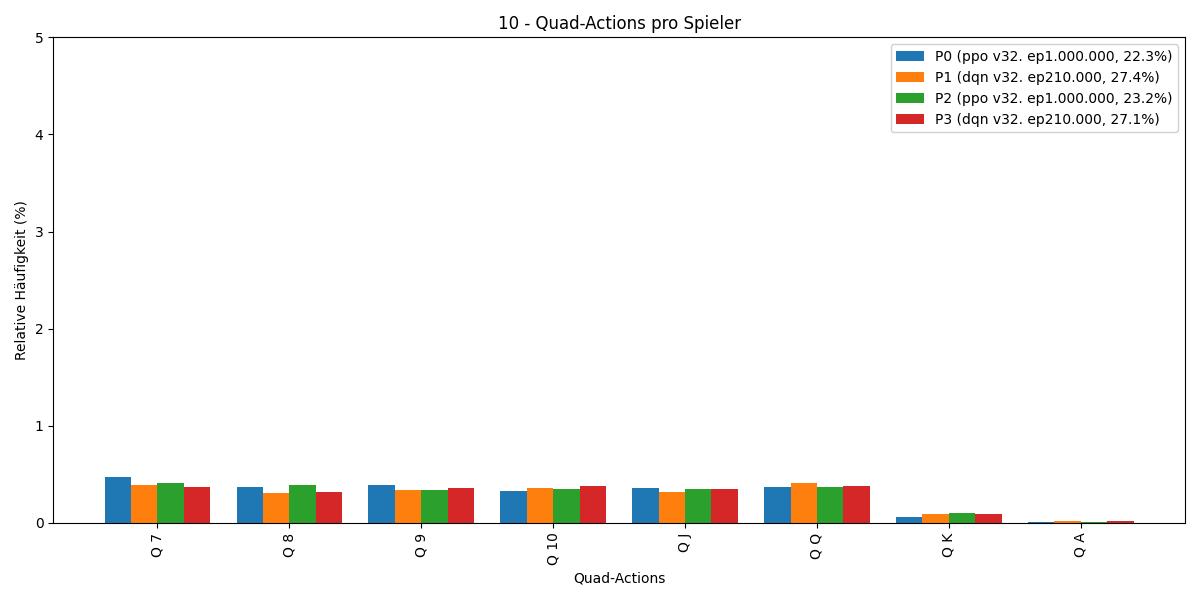 10 - Quad-Actions pro Spieler
Relative Häufigkeit (%)
5
4
3
2
1
0
P0 (ppo v32. ep1.000.000, 22.3%)
P1 (dqn v32. ep210.000, 27.4%)
P2 (ppo v32. ep1.000.000, 23.2%)
P3 (dqn v32. ep210.000, 27.1%)
Q 7
Q 8
Q 9
Q 10
Q J
Q Q
Q K
Q A
Quad-Actions